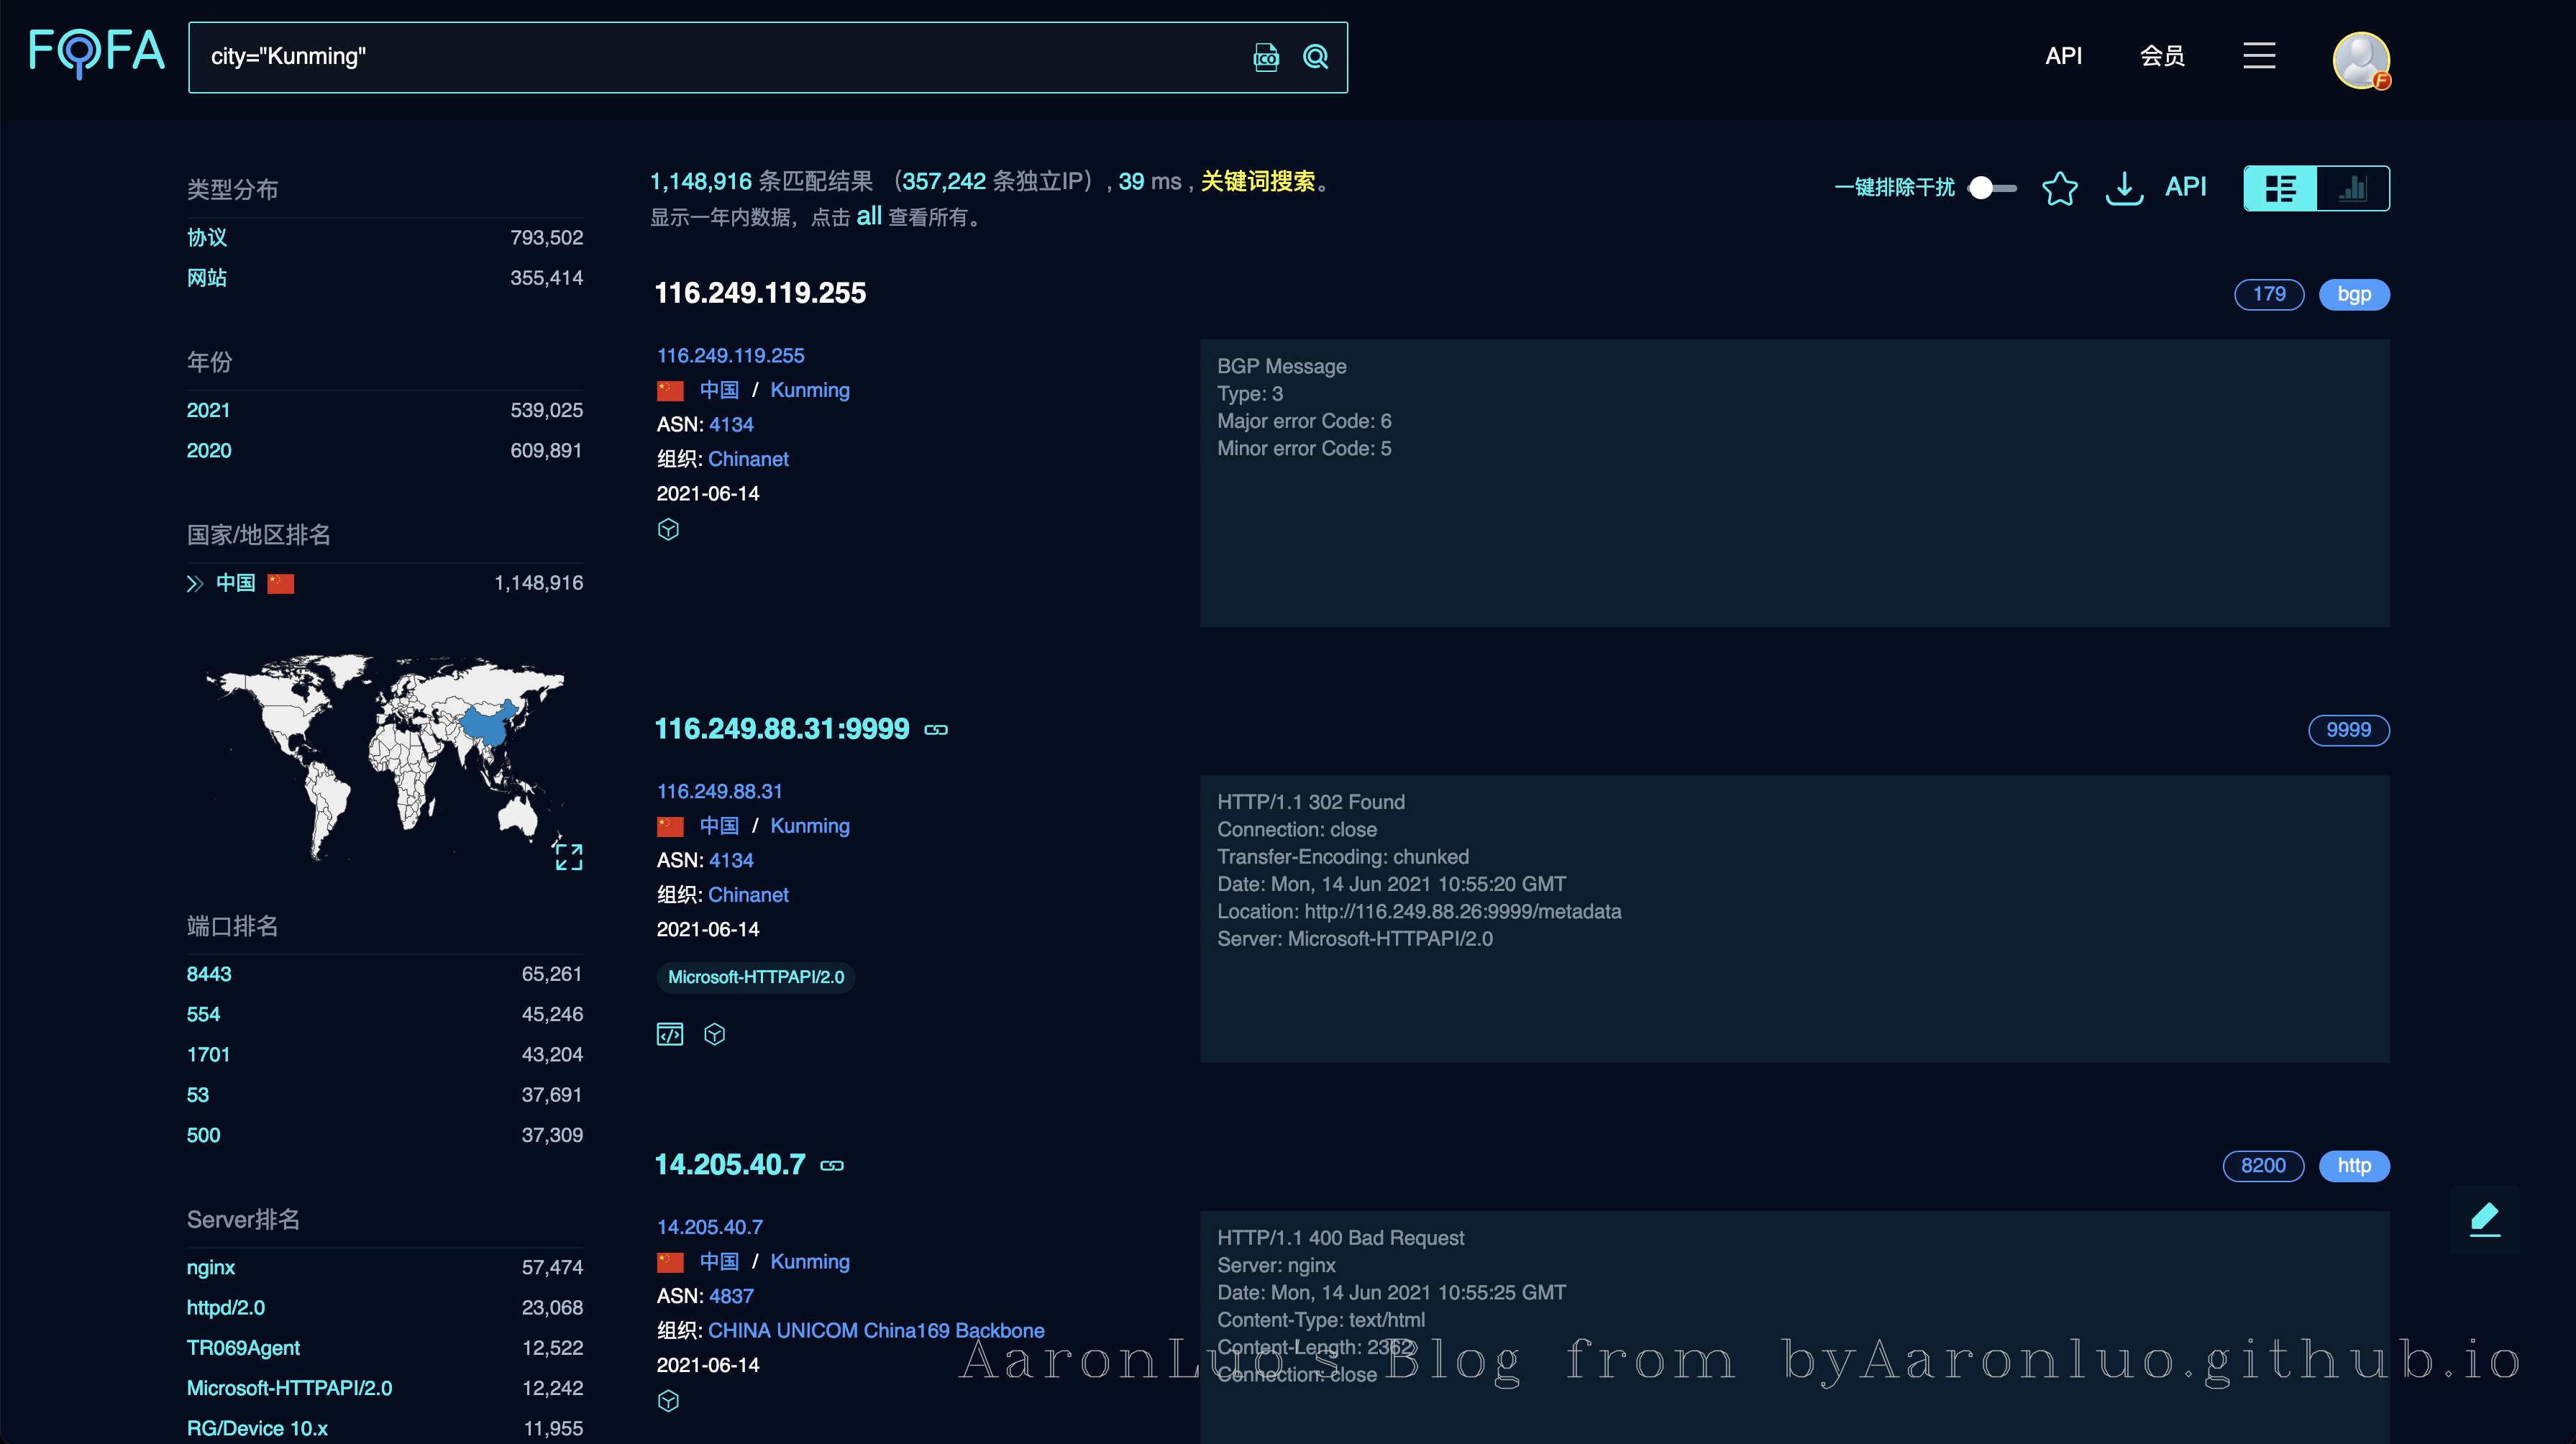 FOFA
city="Kunming"
ICO
API
会员
F
类型分布
协议 793,502
网站 355,414
年份
2021 539,025
2020 609,891
国家/地区排名
中国 1,148,916
端口排名
8443 65,261
554 45,246
1701 43,204
53 37,691
500 37,309
Server排名
nginx 57,474
httpd/2.0 23,068
TR069Agent 12,522
Microsoft-HTTPAPI/2.0 12,242
RG/Device 10.x 11,955
1,148,916 条匹配结果 （357,242 条独立IP）, 39 ms , 关键词搜索。
显示一年内数据，点击 all 查看所有。
一键排除干扰
API
116.249.119.255
179 bgp
116.249.119.255
中国 / Kunming
ASN: 4134
组织: Chinanet
2021-06-14
BGP Message
Type: 3
Major error Code: 6
Minor error Code: 5
116.249.88.31:9999
9999
116.249.88.31
中国 / Kunming
ASN: 4134
组织: Chinanet
2021-06-14
Microsoft-HTTPAPI/2.0
HTTP/1.1 302 Found
Connection: close
Transfer-Encoding: chunked
Date: Mon, 14 Jun 2021 10:55:20 GMT
Location: http://116.249.88.26:9999/metadata
Server: Microsoft-HTTPAPI/2.0
14.205.40.7
8200 http
14.205.40.7
中国 / Kunming
ASN: 4837
组织: CHINA UNICOM China169 Backbone
2021-06-14
HTTP/1.1 400 Bad Request
Server: nginx
Date: Mon, 14 Jun 2021 10:55:25 GMT
Content-Type: text/html
Content-Length: 2362
Connection: close
AaronLuo's Blog from byAaronluo.github.io